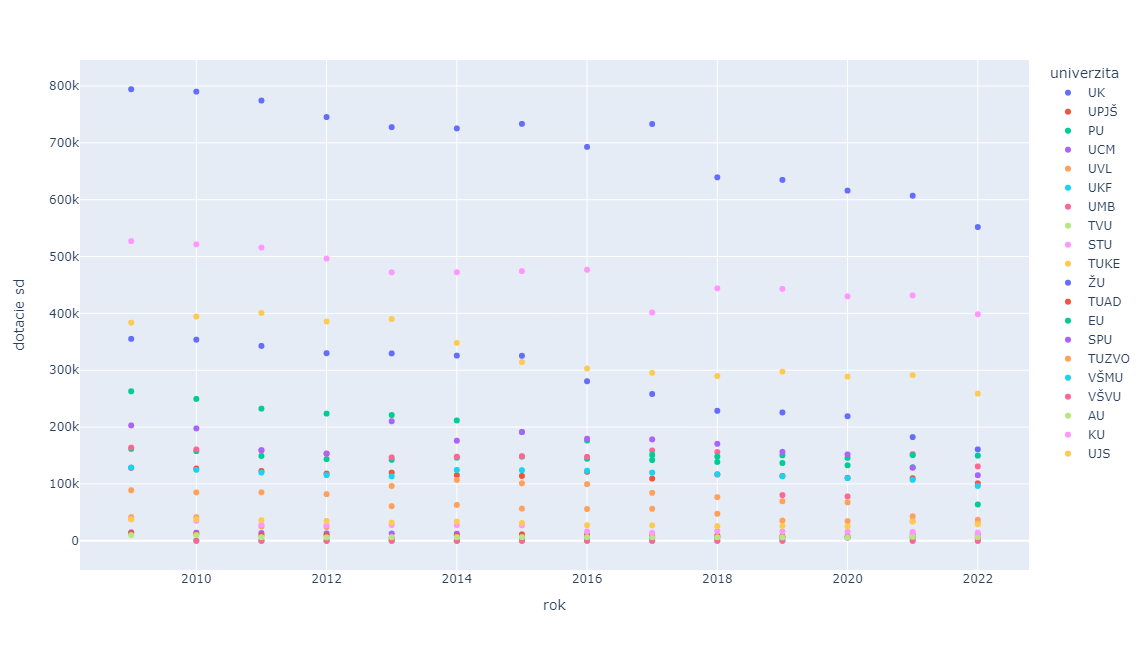 univerzita
UK
UPJŠ
PU
UCM
UVL
UKF
UMB
TVU
STU
TUKE
ŽU
TUAD
EU
SPU
TUZVO
VŠMU
VŠVU
AU
KU
UJS
800k
700k
600k
500k
400k
300k
200k
100k
0
dotacie sd
2010 2012 2014 2016 2018 2020 2022
rok